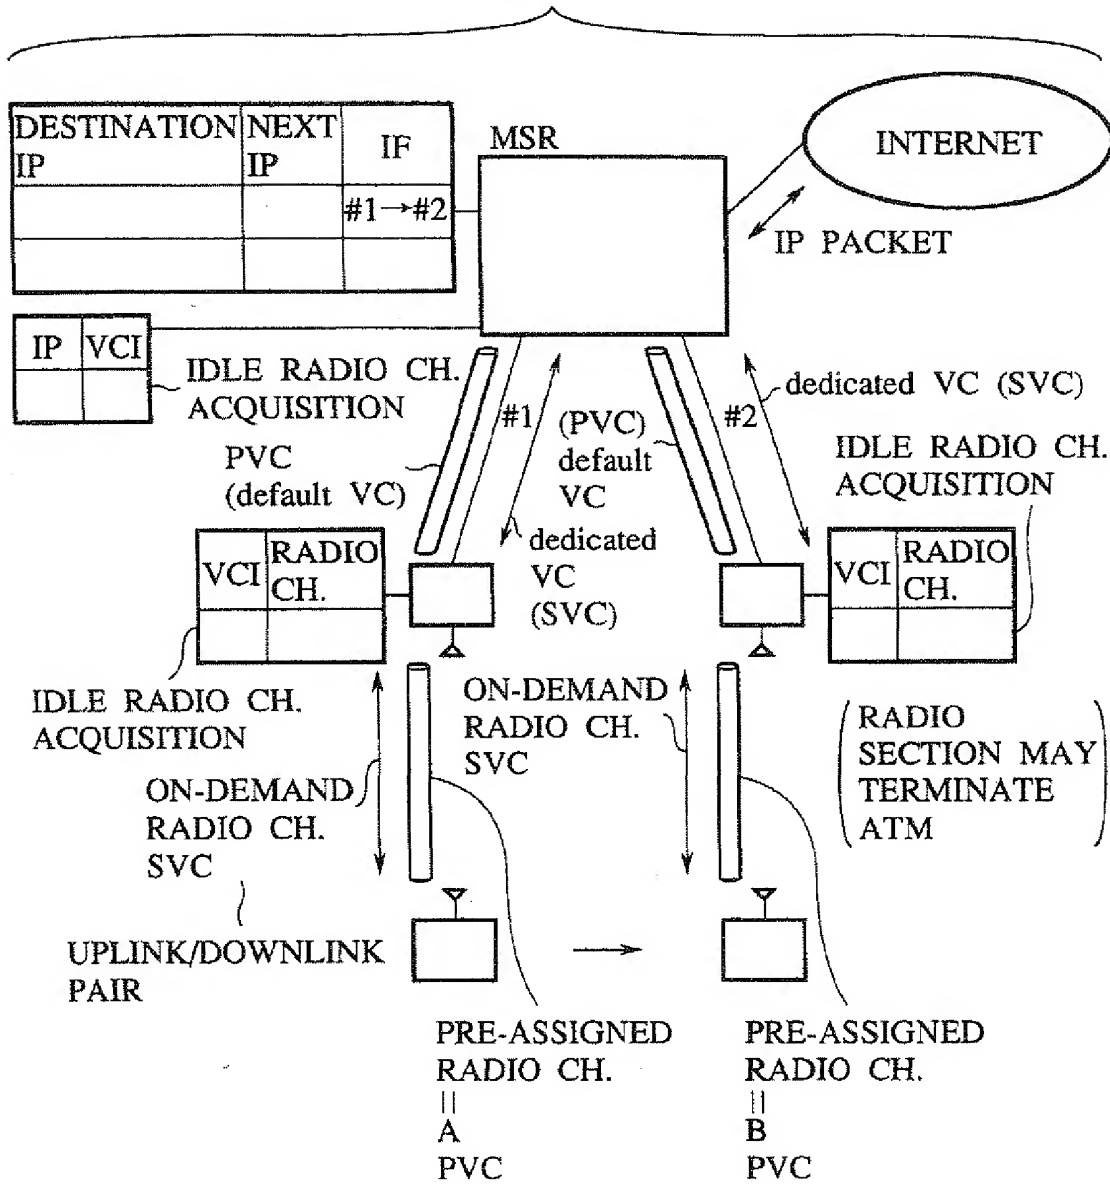 DESTINATION IP
NEXT IP
IF
#1→#2
MSR
INTERNET
IP PACKET
IP
VCI
IDLE RADIO CH.
ACQUISITION
PVC
(default VC)
#1
dedicated
VC
(SVC)
(PVC)
default
VC
#2
dedicated VC (SVC)
IDLE RADIO CH.
ACQUISITION
VCI
RADIO
CH.
VCI
RADIO
CH.
IDLE RADIO CH.
ACQUISITION
ON-DEMAND
RADIO CH.
SVC
ON-DEMAND
RADIO CH.
SVC
RADIO
SECTION MAY
TERMINATE
ATM
UPLINK/DOWNLINK
PAIR
PRE-ASSIGNED
RADIO CH.
||
A
PVC
PRE-ASSIGNED
RADIO CH.
||
B
PVC